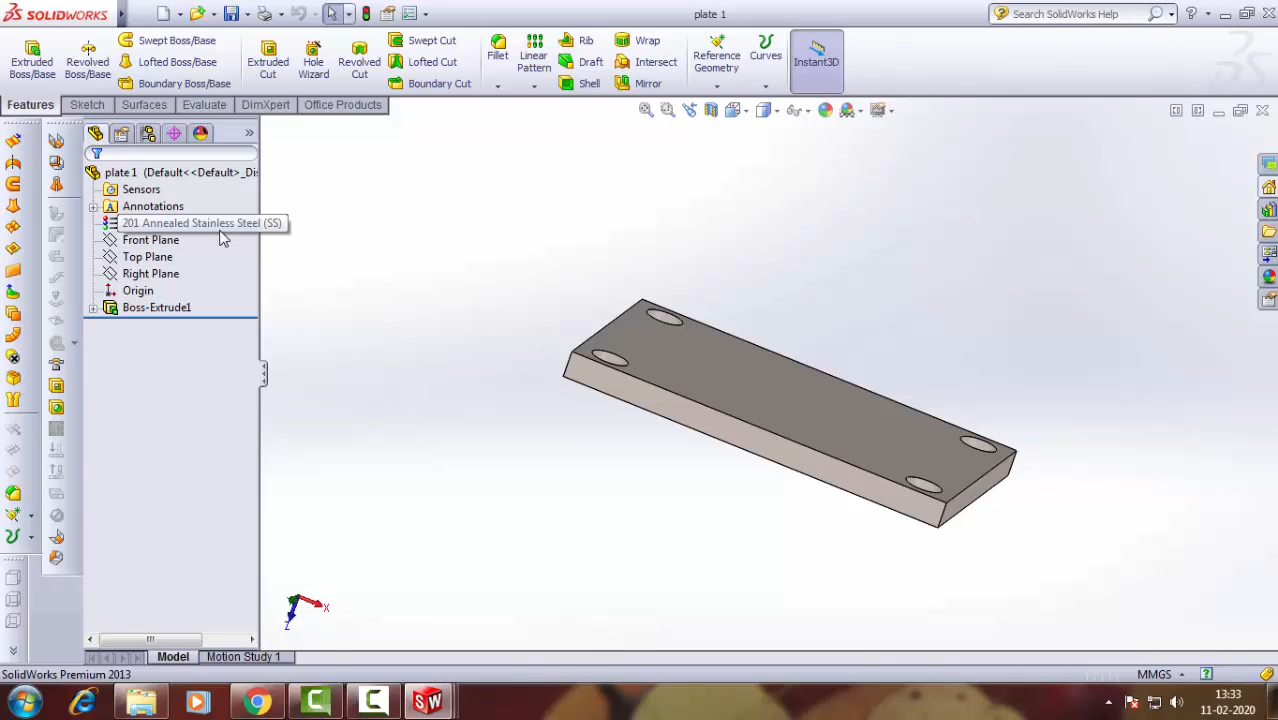 SOLIDWORKS
plate 1
Search SolidWorks Help
Extruded Boss/Base
Revolved Boss/Base
Swept Boss/Base
Lofted Boss/Base
Boundary Boss/Base
Extruded Cut
Hole Wizard
Revolved Cut
Swept Cut
Lofted Cut
Boundary Cut
Fillet
Linear Pattern
Rib
Draft
Shell
Wrap
Intersect
Mirror
Reference Geometry
Curves
Instant3D
Features
Sketch
Surfaces
Evaluate
DimXpert
Office Products
plate 1 (Default<<Default>_Dis
Sensors
Annotations
201 Annealed Stainless Steel (SS)
Front Plane
Top Plane
Right Plane
Origin
Boss-Extrude1
X
Z
Model
Motion Study 1
SolidWorks Premium 2013
MMGS
13:33
11-02-2020